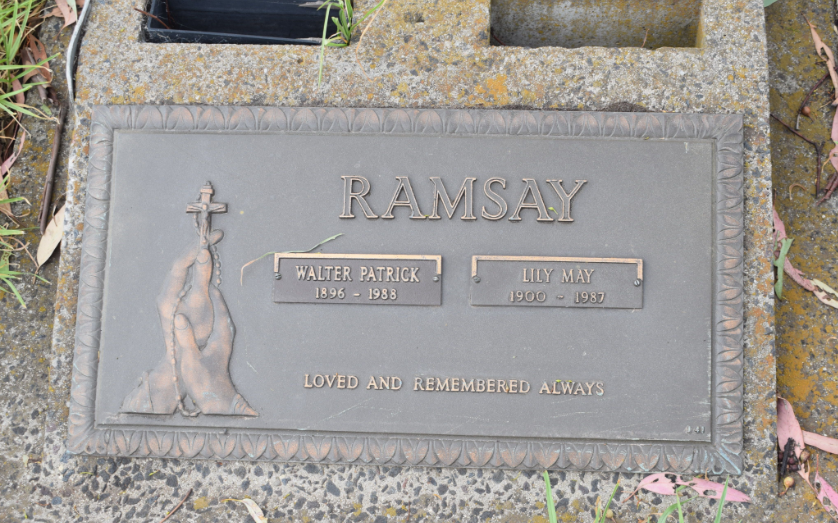 RAMSAY
WALTER PATRICK
1896 - 1988
LILY MAY
1900 - 1987
LOVED AND REMEMBERED ALWAYS